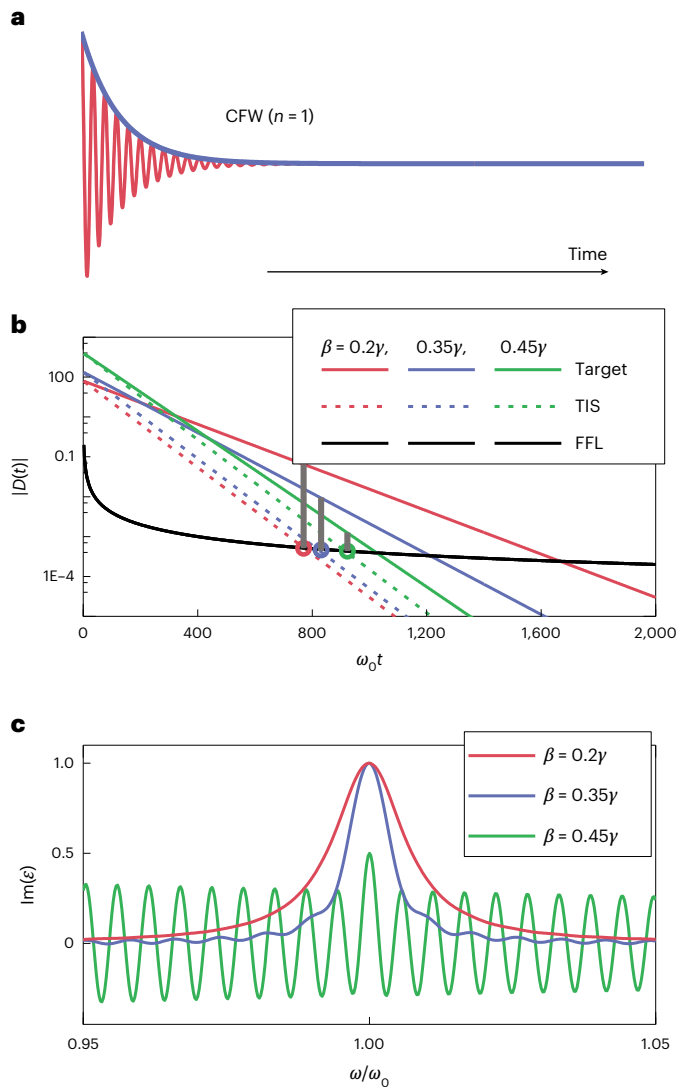 a
CFW (n = 1)
Time
b
β = 0.2γ, 0.35γ, 0.45γ
Target
TIS
FFL
100
0.1
1E−4
|D(t)|
0 400 800 1,200 1,600 2,000
ω₀t
c
β = 0.2γ
β = 0.35γ
β = 0.45γ
1.0
0.5
0
Im(ε)
0.95 1.00 1.05
ω/ω₀